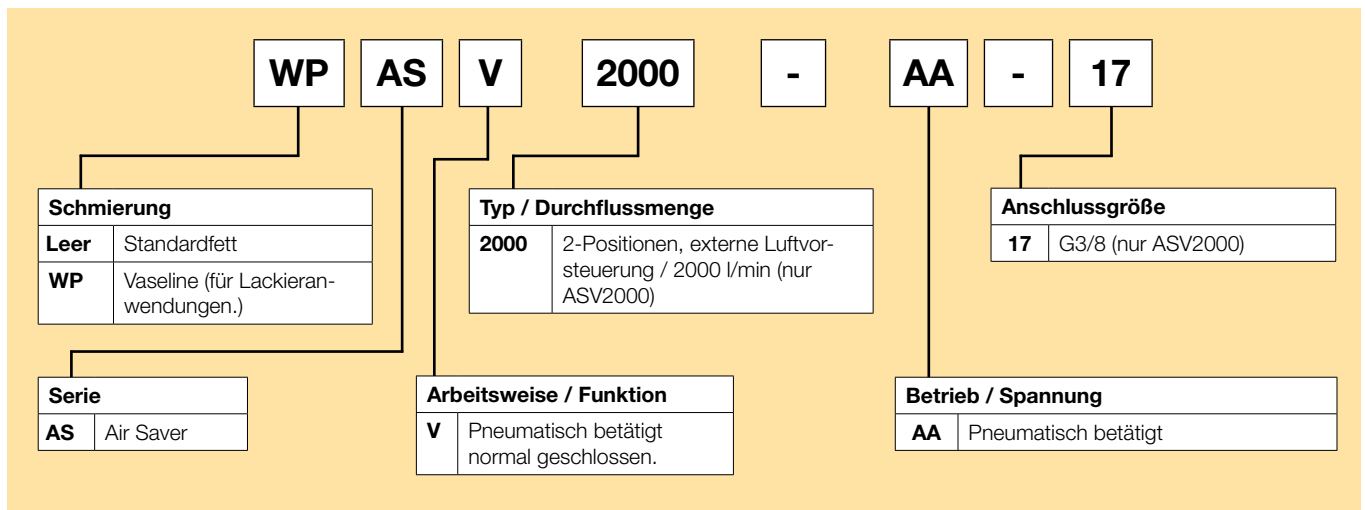 WP AS V 2000 - AA - 17
Schmierung
Leer Standardfett
WP Vaseline (für Lackieran-
wendungen.)
Typ / Durchflussmenge
2000 2-Positionen, externe Luftvor-
steuerung / 2000 l/min (nur
ASV2000)
Anschlussgröße
17 G3/8 (nur ASV2000)
Serie
AS Air Saver
Arbeitsweise / Funktion
V Pneumatisch betätigt
normal geschlossen.
Betrieb / Spannung
AA Pneumatisch betätigt